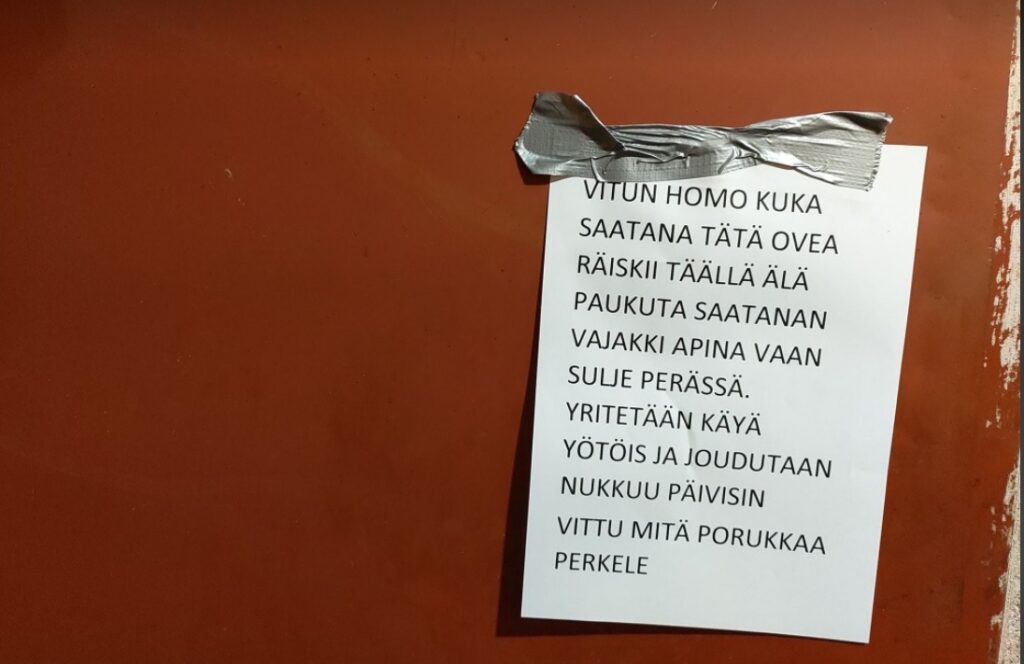 VITUN HOMO KUKA
SAATANA TÄTÄ OVEA
RÄISKII TÄÄLLÄ ÄLÄ
PAUKUTA SAATANAN
VAJAKKI APINA VAAN
SULJE PERÄSSÄ.
YRITETÄÄN KÄYÄ
YÖTÖIS JA JOUDUTAAN
NUKKUU PÄIVISIN
VITTU MITÄ PORUKKAA
PERKELE